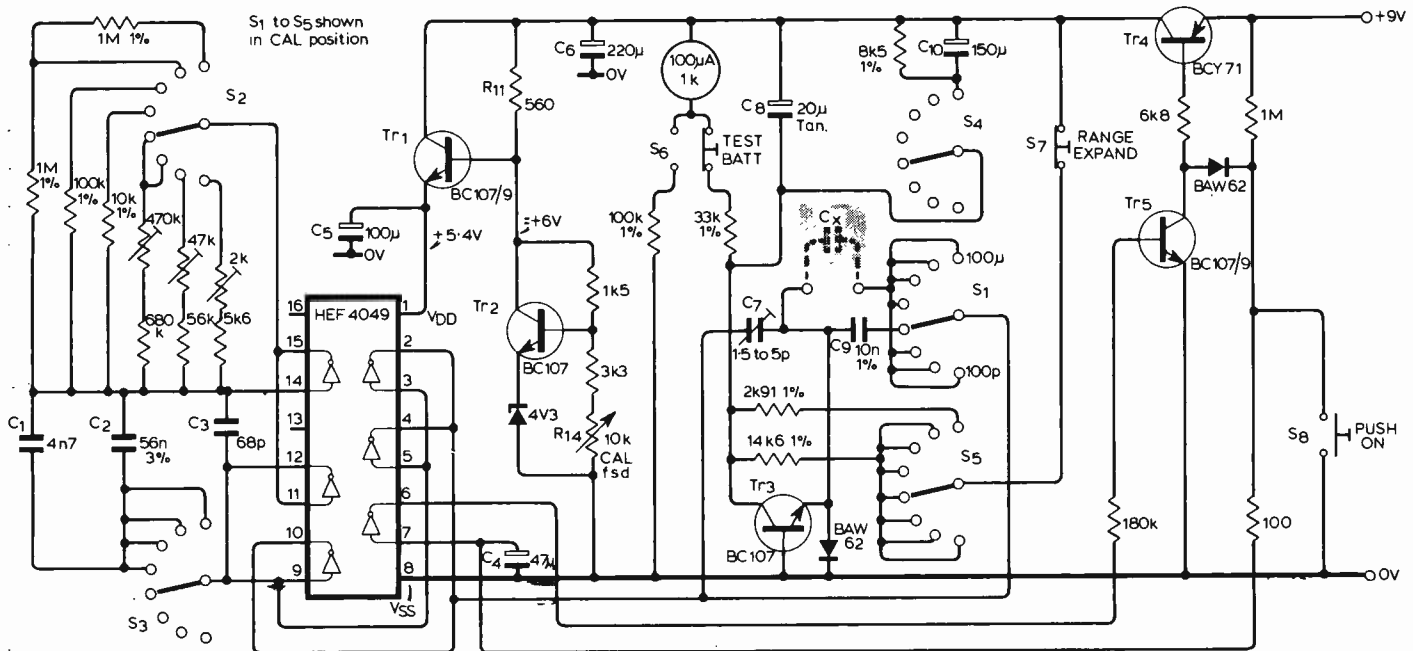 S1 to S5 shown
in CAL position
1M 1%
S2
1M
1%
100k
1%
10k
1%
470k
47k
2k
680
k
56k
5k6
C1
4n7
C2
56n
3%
C3
68p
S3
16
15
14
13
12
11
10
9
HEF 4049
1
2
3
4
5
6
7
8
VDD
VSS
Tr1
BC107/9
C5
100µ
0V
+5·4V
R11
560
C6
220µ
0V
≡+6V
Tr2
BC107
1k5
3k3
4V3
R14
10k
CAL
fsd
C4
47µ
100µA
1k
S6
TEST
BATT
100k
1%
33k
1%
C8
20µ
Tan.
Cx
C7
1·5 to 5p
C9
10n
1%
2k91 1%
14k6 1%
Tr3
BC107
BAW
62
8k5
1%
C10
150µ
S4
100µ
S1
100p
S5
S7
RANGE
EXPAND
Tr4
BCY71
6k8
1M
BAW62
Tr5
BC107/9
180k
100
S8
PUSH
ON
+9V
0V